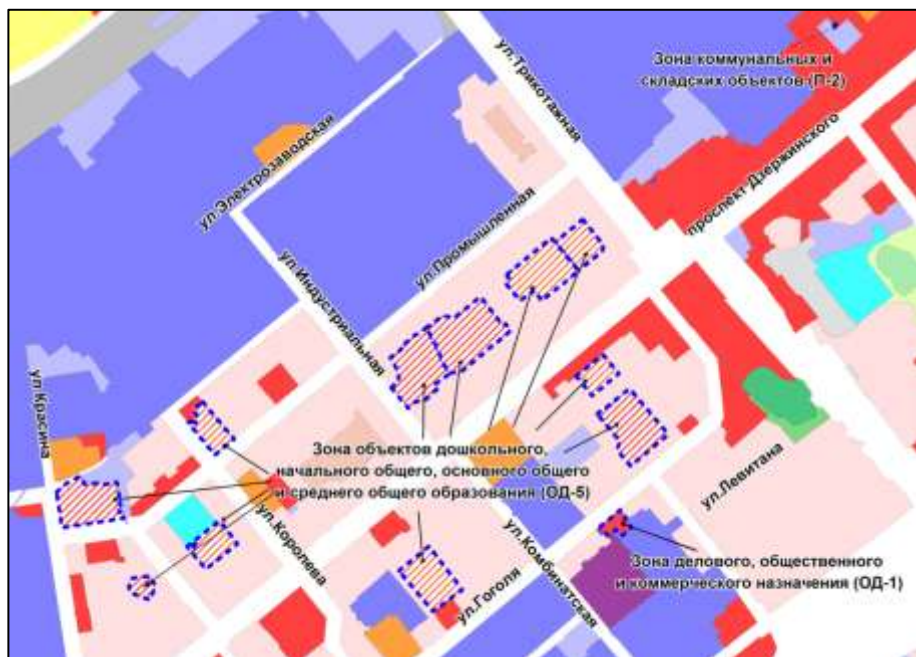 ул.Трикотажная
Зона коммунальных и
складских объектов (П-2)
ул.Электрозаводская
проспект Дзержинского
ул.Промышленная
ул.Индустриальная
ул.Красина
Зона объектов дошкольного,
начального общего, основного общего
и среднего общего образования (ОД-5)
ул.Левитана
ул.Королева
ул.Комбинатская
ул.Гоголя
Зона делового, общественного
и коммерческого назначения (ОД-1)